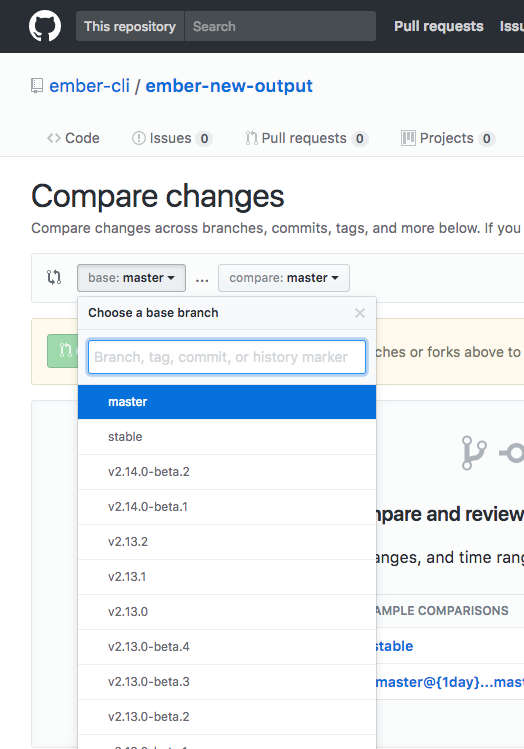 This repository Search Pull requests
ember-cli / ember-new-output
Code Issues 0 Pull requests 0 Projects 0
Compare changes
Compare changes across branches, commits, tags, and more below. If you
base: master ... compare: master
Choose a base branch ×
Branch, tag, commit, or history marker
ches or forks above to
master
stable
v2.14.0-beta.2
v2.14.0-beta.1
mpare and review
v2.13.2
anges, and time rang
v2.13.1
v2.13.0
AMPLE COMPARISONS
v2.13.0-beta.4
stable
v2.13.0-beta.3
master@{1day}...mast
v2.13.0-beta.2